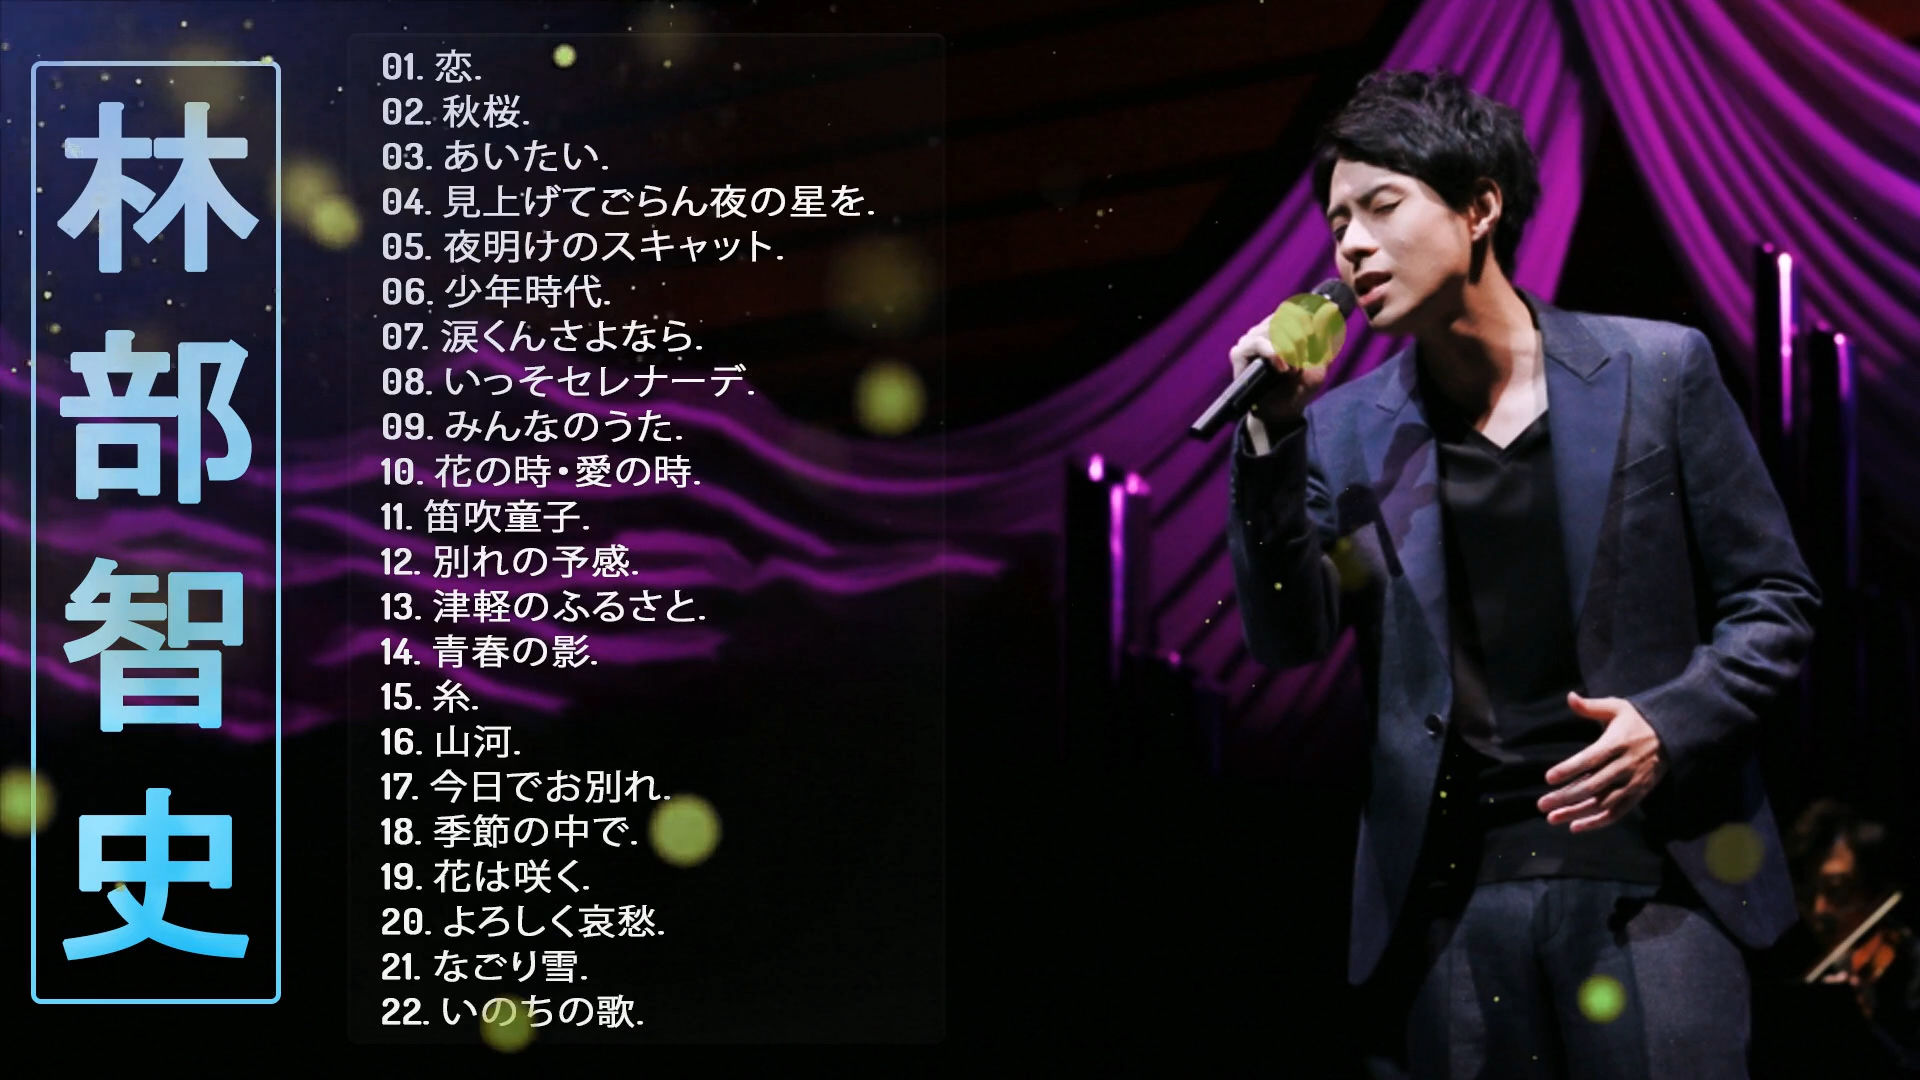 林部智史
01. 恋.
02. 秋桜.
03. あいたい.
04. 見上げてごらん夜の星を.
05. 夜明けのスキャット.
06. 少年時代.
07. 涙くんさよなら.
08. いっそセレナーデ.
09. みんなのうた.
10. 花の時・愛の時.
11. 笛吹童子.
12. 別れの予感.
13. 津軽のふるさと.
14. 青春の影.
15. 糸.
16. 山河.
17. 今日でお別れ.
18. 季節の中で.
19. 花は咲く.
20. よろしく哀愁.
21. なごり雪.
22. いのちの歌.